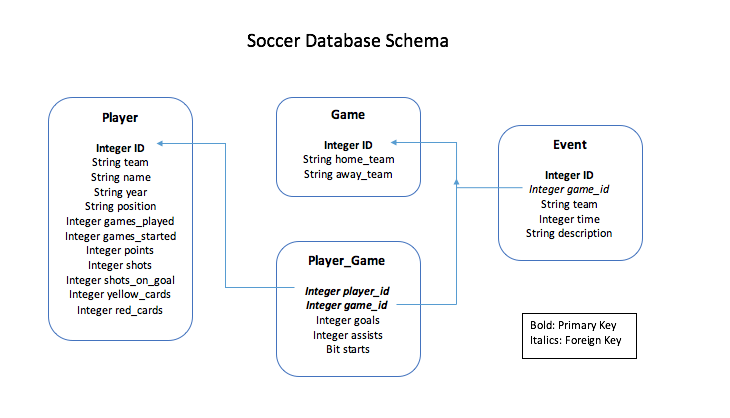 Soccer Database Schema
Player
Integer ID
String team
String name
String year
String position
Integer games_played
Integer games_started
Integer points
Integer shots
Integer shots_on_goal
Integer yellow_cards
Integer red_cards
Game
Integer ID
String home_team
String away_team
Event
Integer ID
Integer game_id
String team
Integer time
String description
Player_Game
Integer player_id
Integer game_id
Integer goals
Integer assists
Bit starts
Bold: Primary Key
Italics: Foreign Key